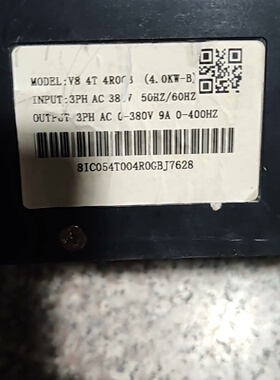 MODEL:V8 4T 4R0GB (4.0KW-B)
INPUT:3PH AC 380V 50HZ/60HZ
OUTPUT 3PH AC 0-380V 9A 0-400HZ
8IC054T004R0GBJ7628